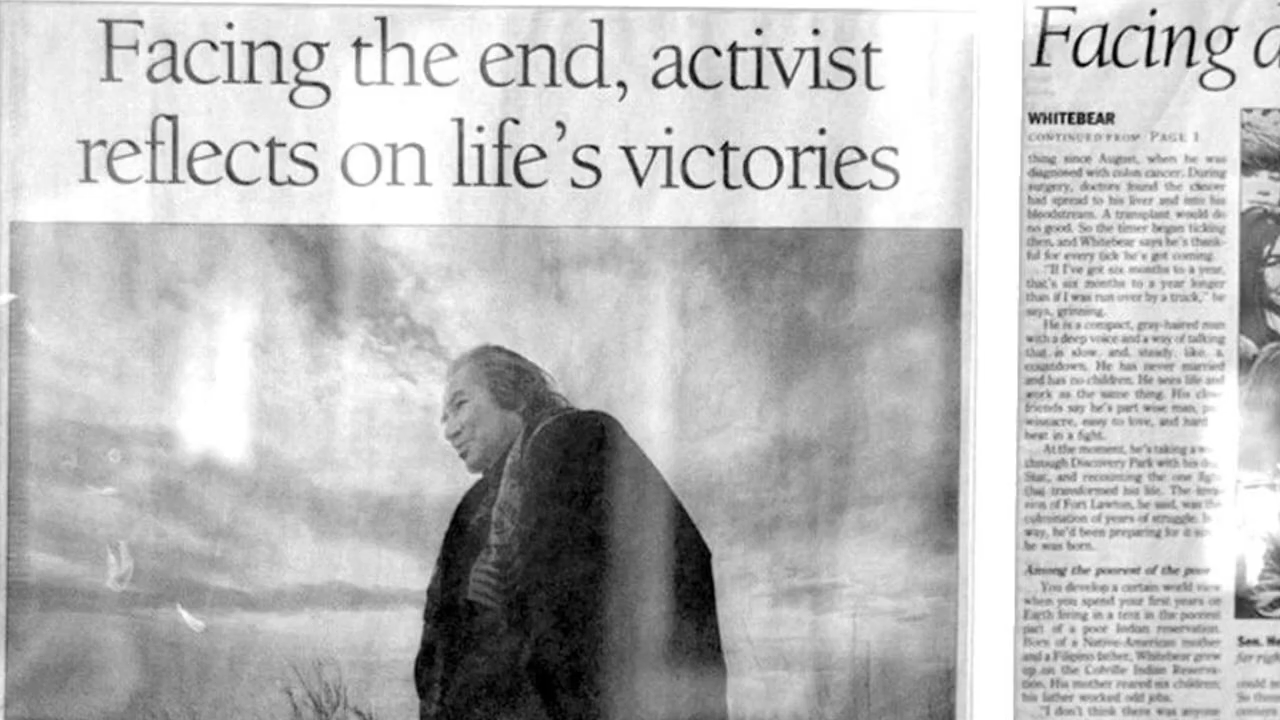 Facing the end, activist
reflects on life's victories
Facing
WHITEBEAR
CONTINUED FROM PAGE 1
thing since August, when he was
diagnosed with colon cancer. During
surgery, doctors found the cancer
had spread to his liver and into his
bloodstream. A transplant would do
no good. So the timer began ticking
then, and Whitebear says he's thank-
ful for every tick he's got coming.
"If I've got six months to a year,
that's six months to a year longer
than if I was run over by a truck," he
says, grinning.
He is a compact, gray-haired man
with a deep voice and a way of talking
that is slow and steady, like a
countdown. He has never married
and has no children. He sees life and
work as the same thing. His close
friends say he's part wise man,
wiseacre, easy to love, and hard
beat in a fight.
At the moment, he's taking a
through Discovery Park with his
Star, and recounting the one
that transformed his life. The
sion of Fort Lawton, he said, was the
culmination of years of struggle.
way, he'd been preparing for it
he was born.
Among the poorest of the poor
You develop a certain world view
when you spend your first years on
Earth living in a tent in the poorest
part of a poor Indian reservation.
Born of a Native-American mother
and a Filipino father, Whitebear grew
up on the Colville Indian Reserva-
tion. His mother reared six children;
his father worked odd jobs.
"I don't think there was anyone
Sen.
far right
could
So